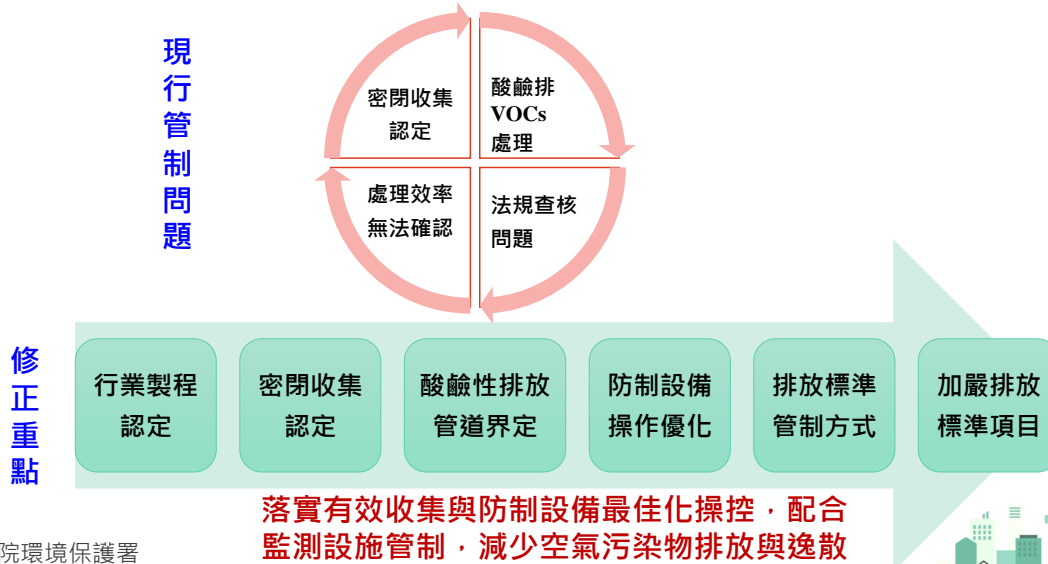 現行管制問題
密閉收集
認定
酸鹼排
VOCs
處理
處理效率
無法確認
法規查核
問題
修正重點
行業製程
認定
密閉收集
認定
酸鹼性排放
管道界定
防制設備
操作優化
排放標準
管制方式
加嚴排放
標準項目
落實有效收集與防制設備最佳化操控，配合
監測設施管制，減少空氣污染物排放與逸散
院環境保護署